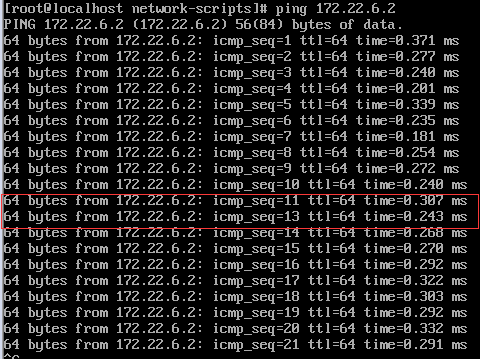 [root@localhost network-scripts]# ping 172.22.6.2
PING 172.22.6.2 (172.22.6.2) 56(84) bytes of data.
64 bytes from 172.22.6.2: icmp_seq=1 ttl=64 time=0.371 ms
64 bytes from 172.22.6.2: icmp_seq=2 ttl=64 time=0.277 ms
64 bytes from 172.22.6.2: icmp_seq=3 ttl=64 time=0.240 ms
64 bytes from 172.22.6.2: icmp_seq=4 ttl=64 time=0.201 ms
64 bytes from 172.22.6.2: icmp_seq=5 ttl=64 time=0.339 ms
64 bytes from 172.22.6.2: icmp_seq=6 ttl=64 time=0.235 ms
64 bytes from 172.22.6.2: icmp_seq=7 ttl=64 time=0.181 ms
64 bytes from 172.22.6.2: icmp_seq=8 ttl=64 time=0.254 ms
64 bytes from 172.22.6.2: icmp_seq=9 ttl=64 time=0.272 ms
64 bytes from 172.22.6.2: icmp_seq=10 ttl=64 time=0.240 ms
64 bytes from 172.22.6.2: icmp_seq=11 ttl=64 time=0.307 ms
64 bytes from 172.22.6.2: icmp_seq=13 ttl=64 time=0.243 ms
64 bytes from 172.22.6.2: icmp_seq=14 ttl=64 time=0.268 ms
64 bytes from 172.22.6.2: icmp_seq=15 ttl=64 time=0.270 ms
64 bytes from 172.22.6.2: icmp_seq=16 ttl=64 time=0.292 ms
64 bytes from 172.22.6.2: icmp_seq=17 ttl=64 time=0.322 ms
64 bytes from 172.22.6.2: icmp_seq=18 ttl=64 time=0.303 ms
64 bytes from 172.22.6.2: icmp_seq=19 ttl=64 time=0.292 ms
64 bytes from 172.22.6.2: icmp_seq=20 ttl=64 time=0.332 ms
64 bytes from 172.22.6.2: icmp_seq=21 ttl=64 time=0.291 ms
^C